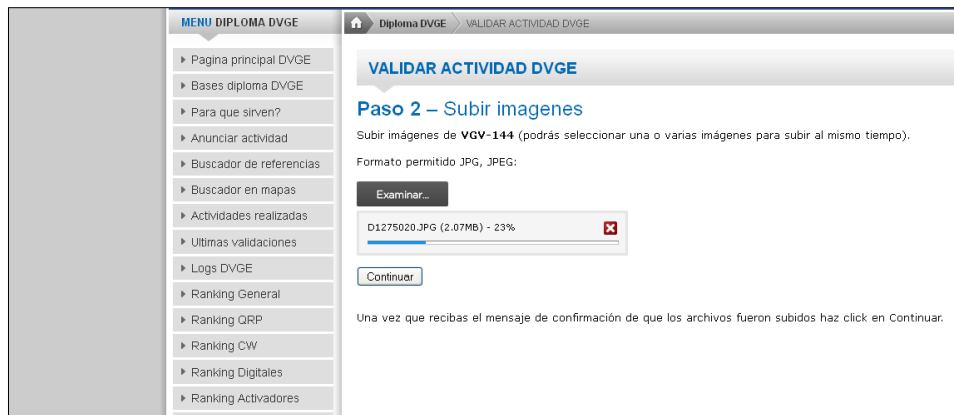 MENU DIPLOMA DVGE
Pagina principal DVGE
Bases diploma DVGE
Para que sirven?
Anunciar actividad
Buscador de referencias
Buscador en mapas
Actividades realizadas
Ultimas validaciones
Logs DVGE
Ranking General
Ranking QRP
Ranking CW
Ranking Digitales
Ranking Activadores
Diploma DVGE
VALIDAR ACTIVIDAD DVGE
VALIDAR ACTIVIDAD DVGE
Paso 2 – Subir imagenes
Subir imágenes de VGV-144 (podrás seleccionar una o varias imágenes para subir al mismo tiempo).
Formato permitido JPG, JPEG:
Examinar...
D1275020.JPG (2.07MB) - 23%
Continuar
Una vez que recibas el mensaje de confirmación de que los archivos fueron subidos haz click en Continuar.